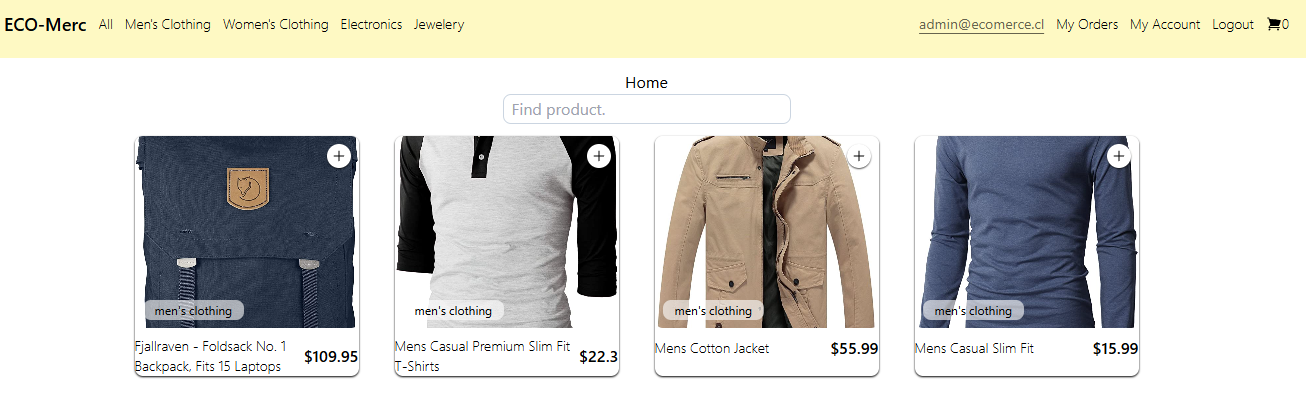 ECO-Merc All Men's Clothing Women's Clothing Electronics Jewelery admin@ecomerce.cl My Orders My Account Logout 0
Home
Find product.
men's clothing
Fjallraven - Foldsack No. 1
Backpack, Fits 15 Laptops
$109.95
men's clothing
Mens Casual Premium Slim Fit
T-Shirts
$22.3
men's clothing
Mens Cotton Jacket
$55.99
men's clothing
Mens Casual Slim Fit
$15.99